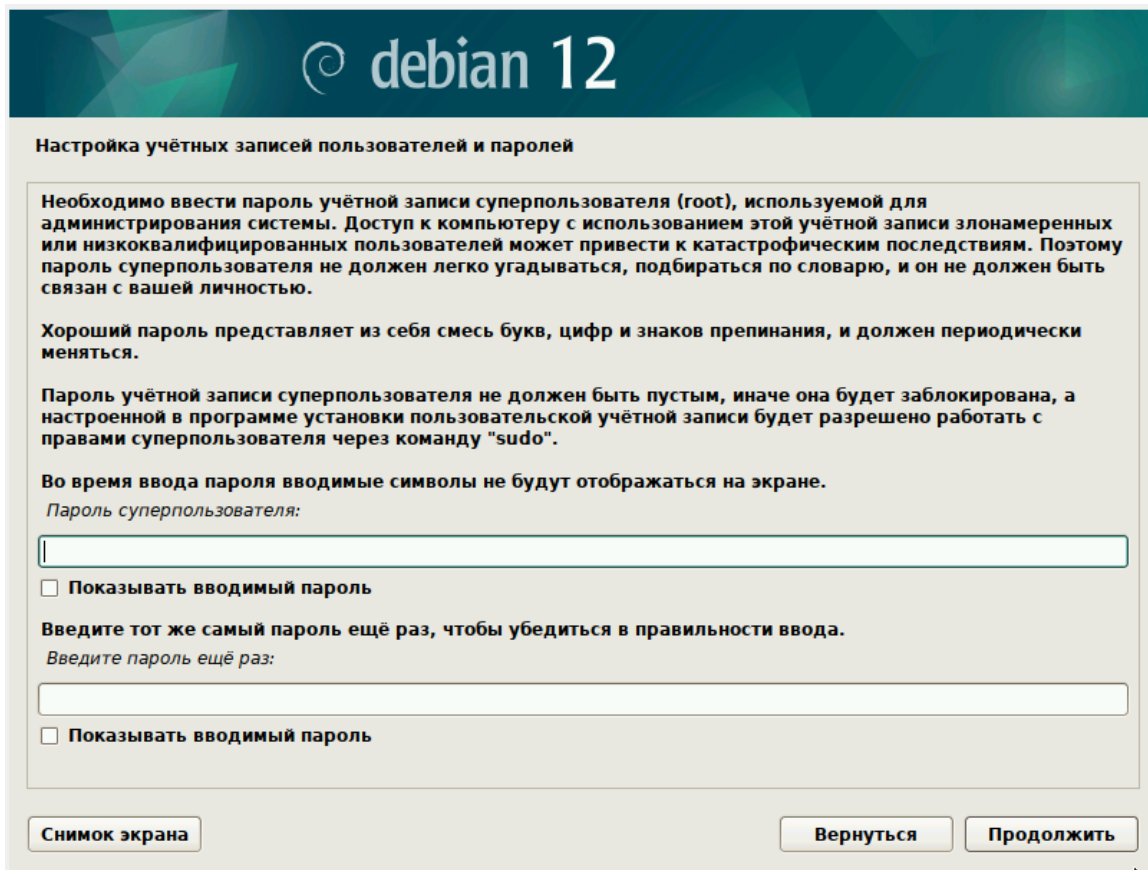 debian 12
Настройка учётных записей пользователей и паролей
Необходимо ввести пароль учётной записи суперпользователя (root), используемой для
администрирования системы. Доступ к компьютеру с использованием этой учётной записи злонамеренных
или низкоквалифицированных пользователей может привести к катастрофическим последствиям. Поэтому
пароль суперпользователя не должен легко угадываться, подбираться по словарю, и он не должен быть
связан с вашей личностью.
Хороший пароль представляет из себя смесь букв, цифр и знаков препинания, и должен периодически
меняться.
Пароль учётной записи суперпользователя не должен быть пустым, иначе она будет заблокирована, а
настроенной в программе установки пользовательской учётной записи будет разрешено работать с
правами суперпользователя через команду "sudo".
Во время ввода пароля вводимые символы не будут отображаться на экране.
Пароль суперпользователя:
Показывать вводимый пароль
Введите тот же самый пароль ещё раз, чтобы убедиться в правильности ввода.
Введите пароль ещё раз:
Показывать вводимый пароль
Снимок экрана
Вернуться
Продолжить